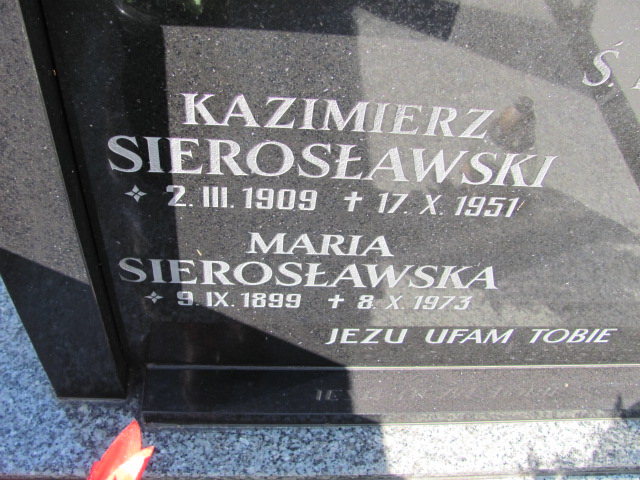 Ś.
KAZIMIERZ
SIEROSŁAWSKI
✧ 2. III. 1909 ✝ 17. X. 1951
MARIA
SIEROSŁAWSKA
✧ 9. IX. 1899 ✝ 8. X. 1973
JEZU UFAM TOBIE